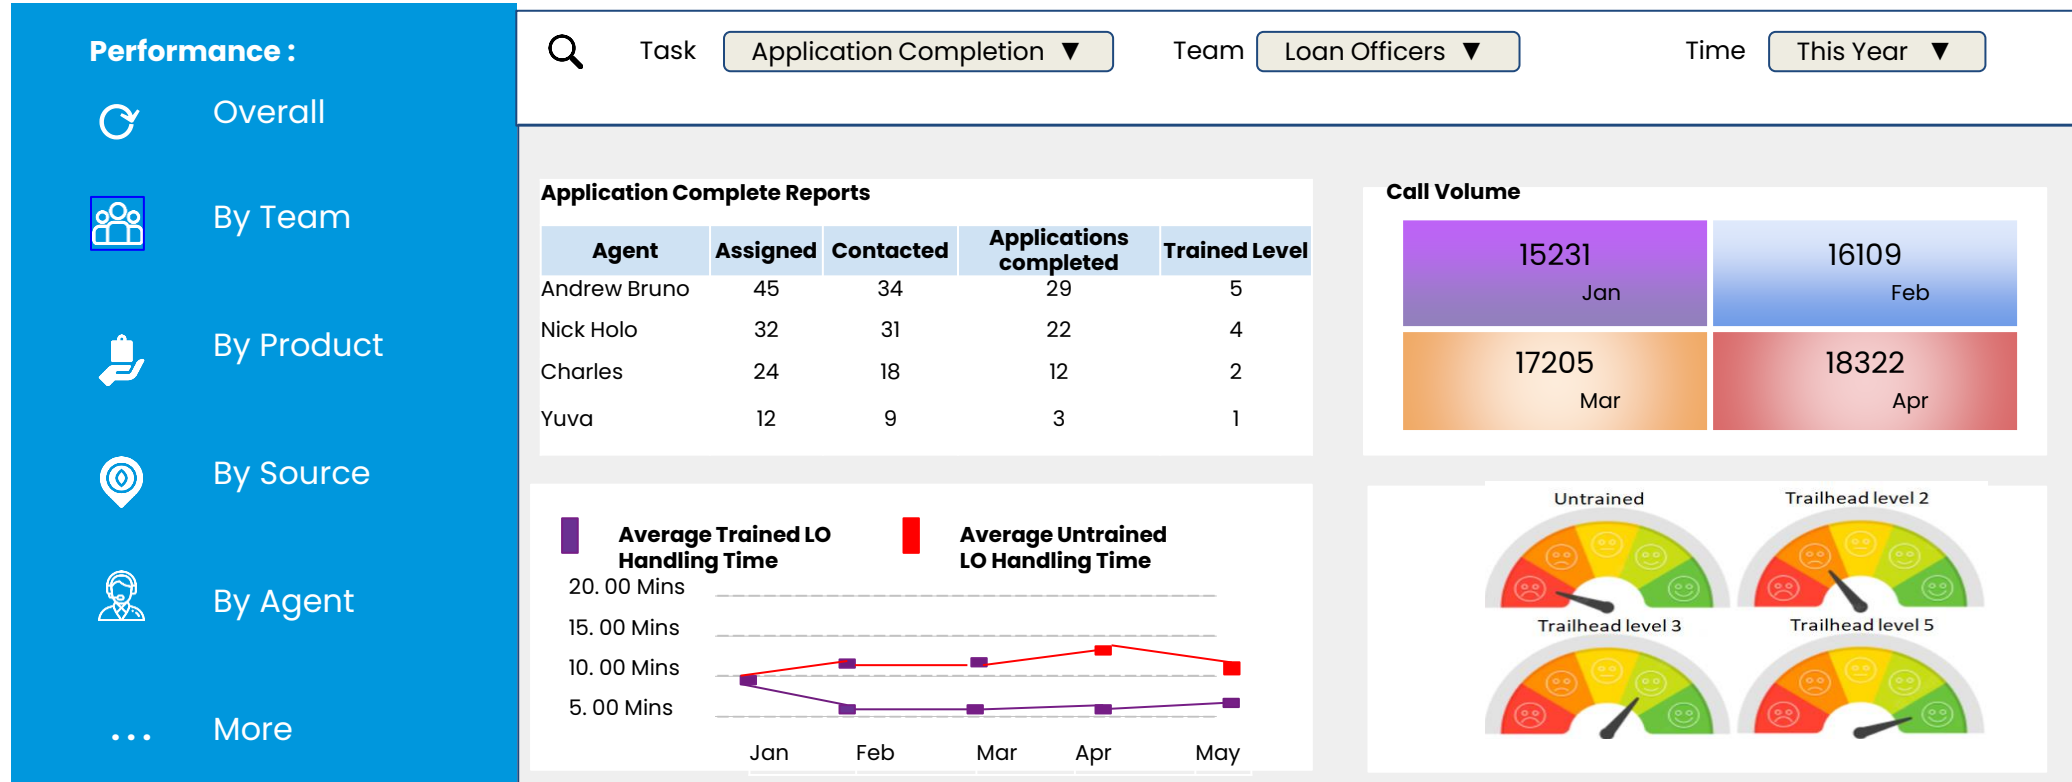 Performance :
Overall
By Team
By Product
By Source
By Agent
... More
Task Application Completion ▼ Team Loan Officers ▼ Time This Year ▼
Application Complete Reports
Agent Assigned Contacted Applications completed Trained Level
Andrew Bruno 45 34 29 5
Nick Holo 32 31 22 4
Charles 24 18 12 2
Yuva 12 9 3 1
Call Volume
15231
Jan
16109
Feb
17205
Mar
18322
Apr
Average Trained LO
Handling Time
Average Untrained
LO Handling Time
20. 00 Mins
15. 00 Mins
10. 00 Mins
5. 00 Mins
Jan Feb Mar Apr May
Untrained
Trailhead level 2
Trailhead level 3
Trailhead level 5